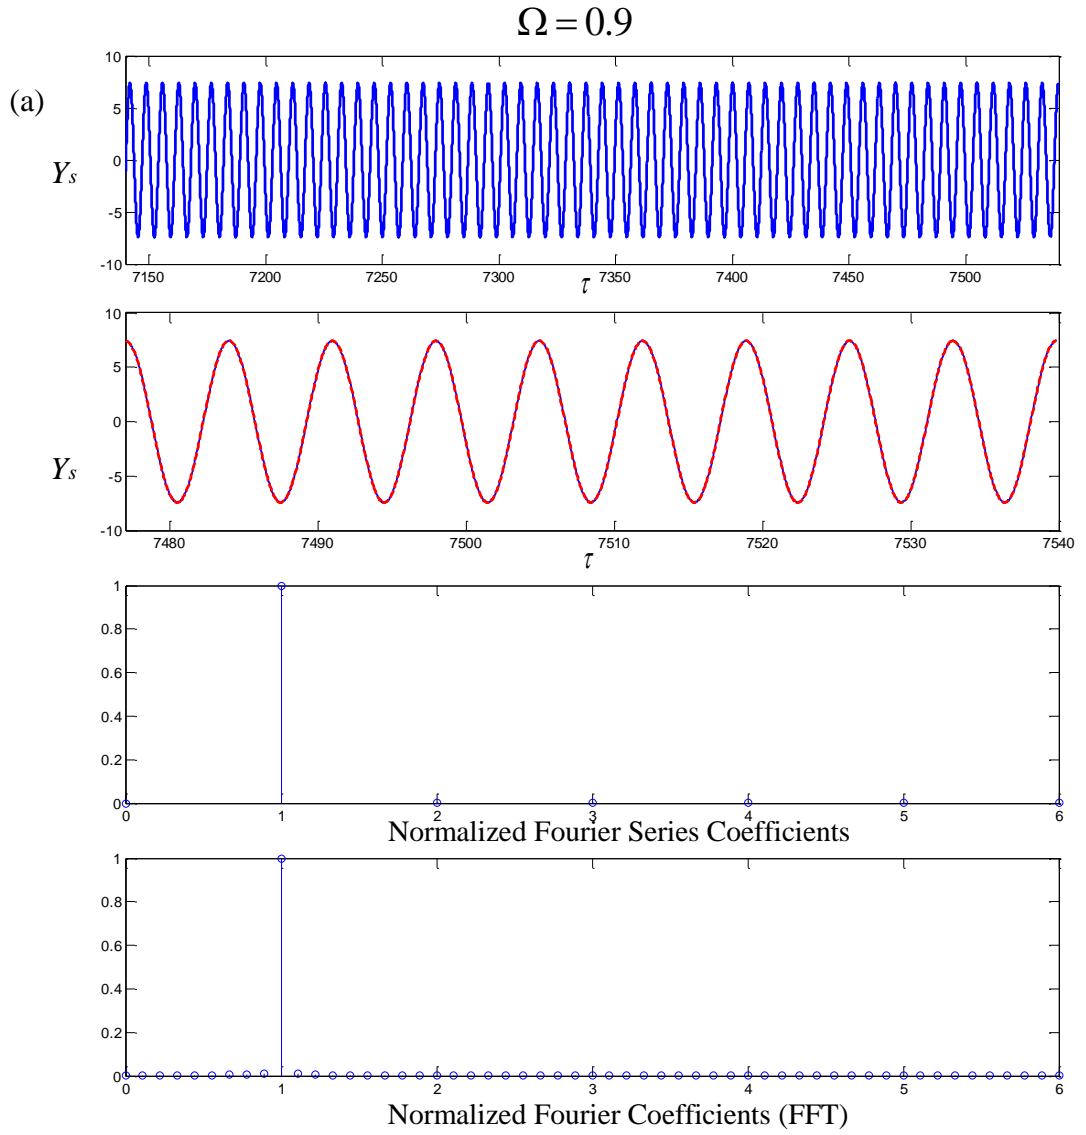 Ω = 0.9
(a)
Ys
10
5
0
-5
-10
7150 7200 7250 7300 7350 7400 7450 7500
τ
Ys
10
5
0
-5
-10
7480 7490 7500 7510 7520 7530 7540
τ
1
0.8
0.6
0.4
0.2
0
0 1 2 3 4 5 6
Normalized Fourier Series Coefficients
1
0.8
0.6
0.4
0.2
0
0 1 2 3 4 5 6
Normalized Fourier Coefficients (FFT)